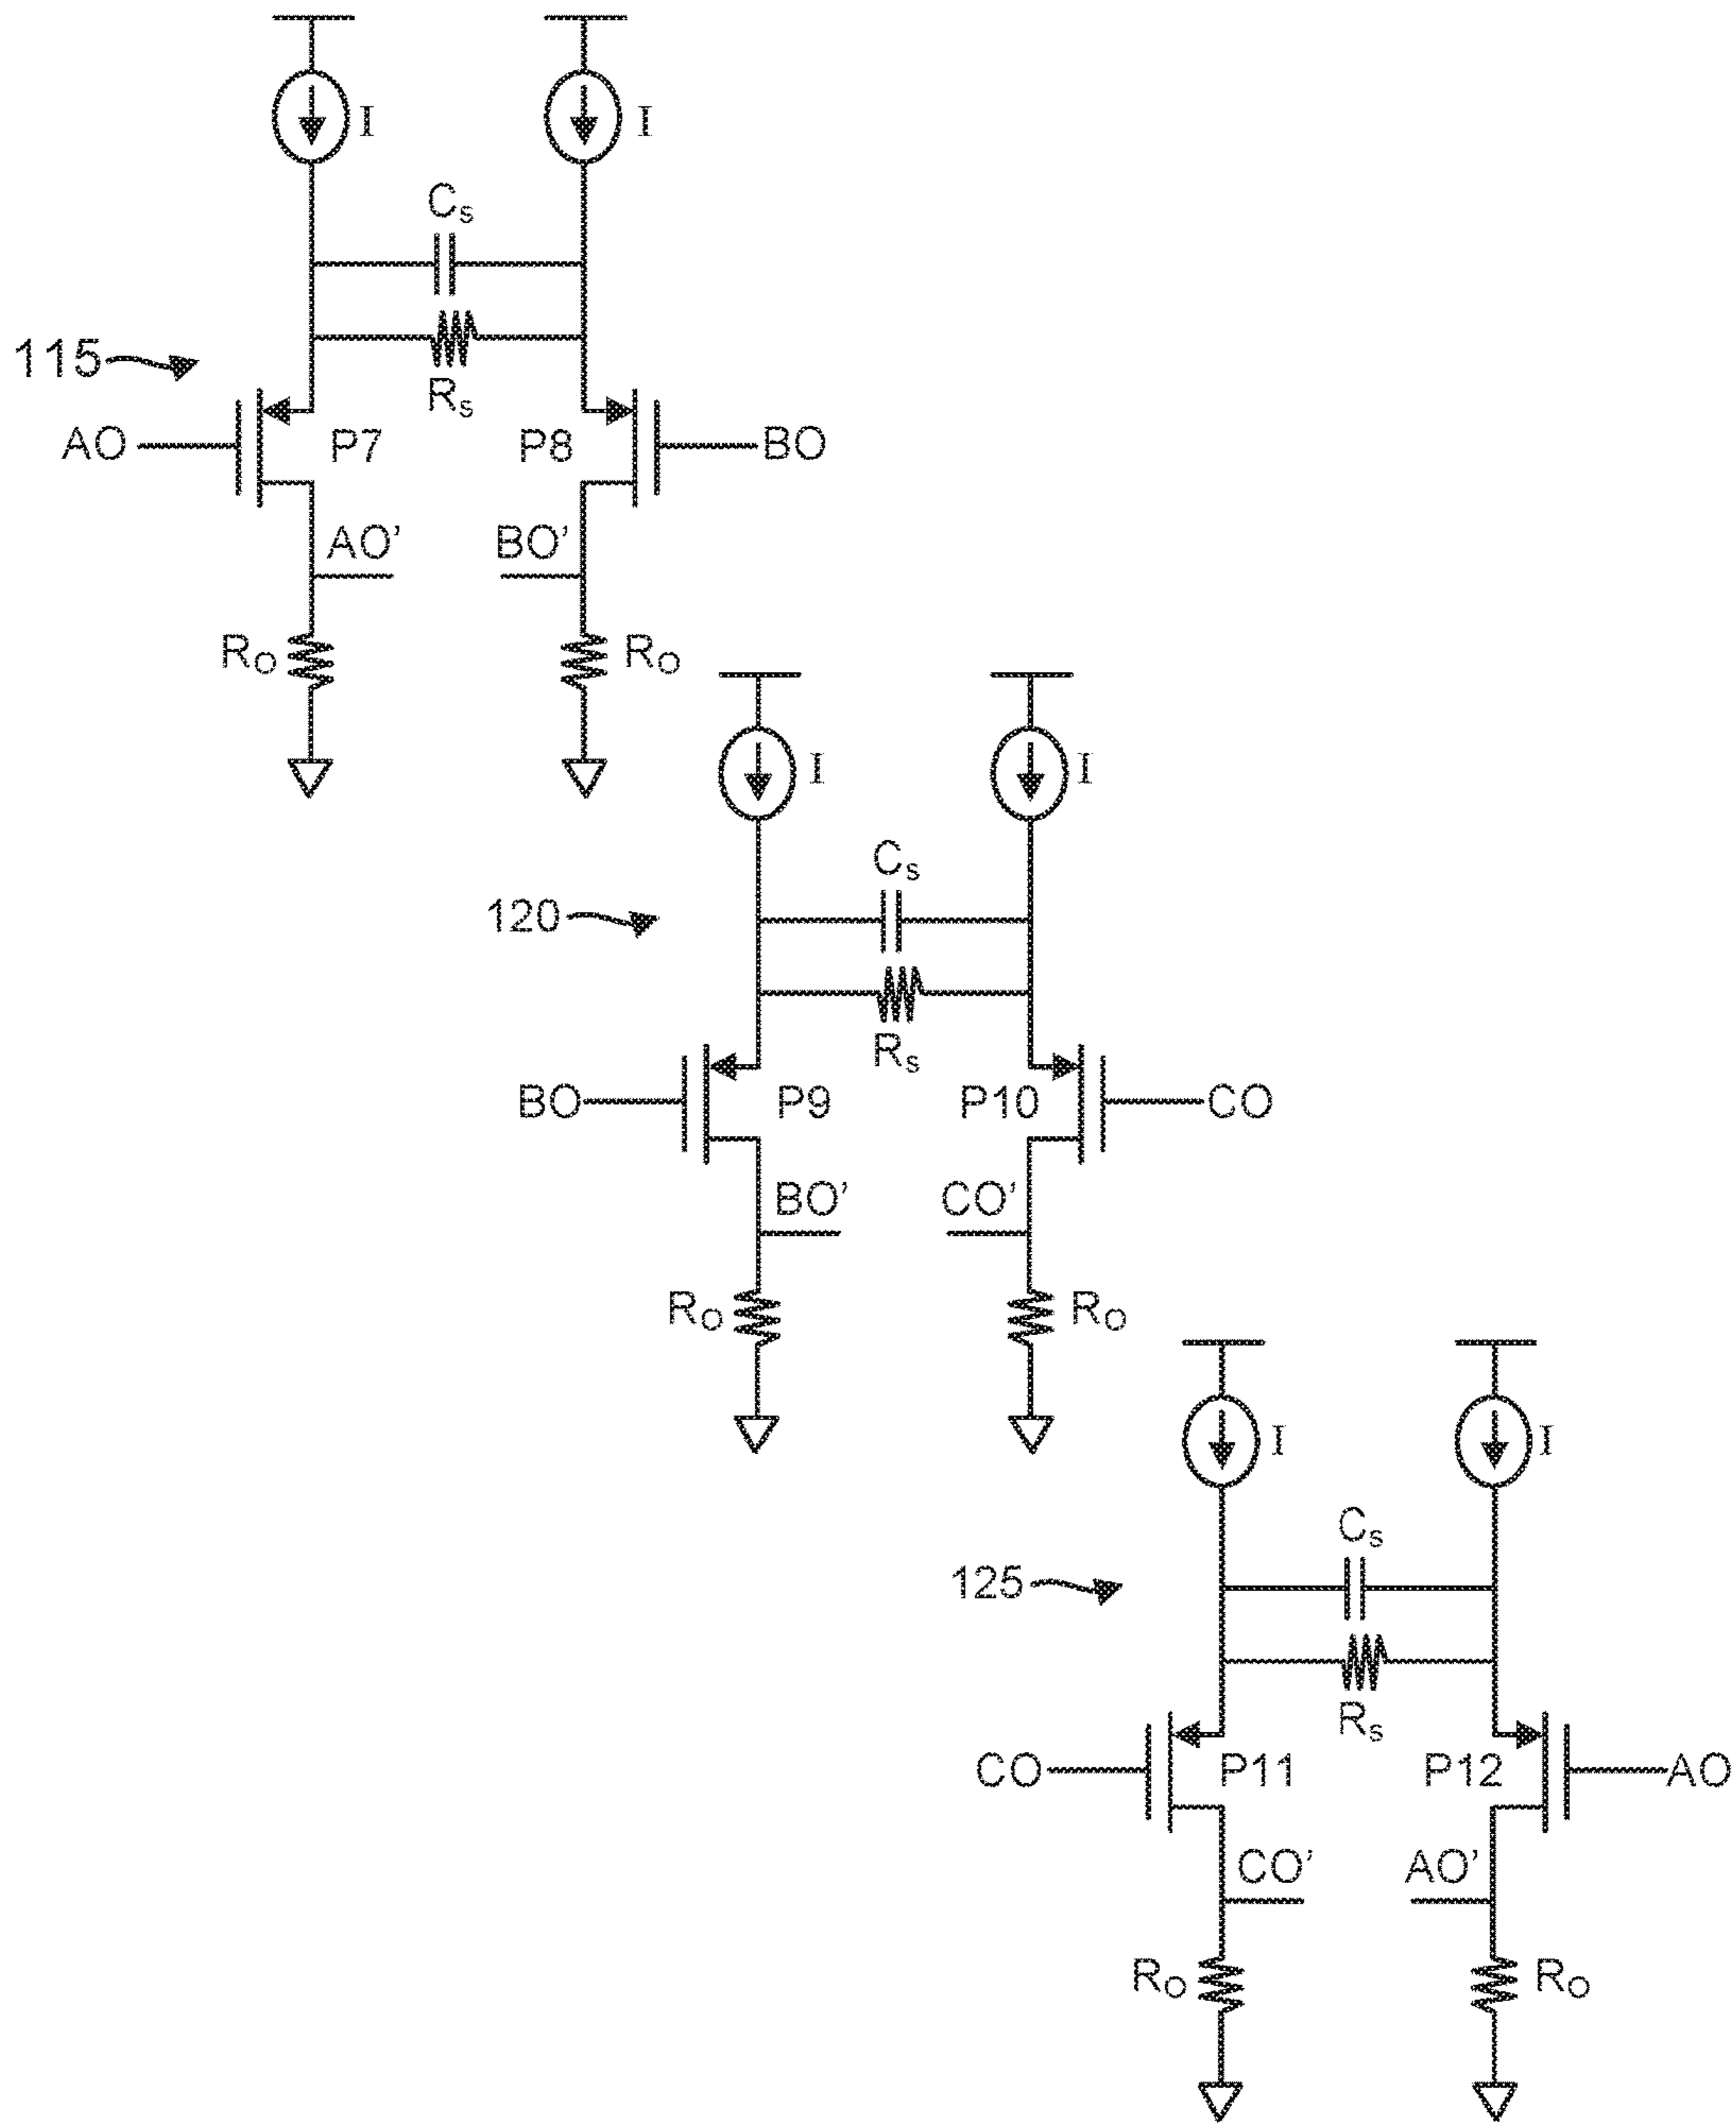 I I
Cs
115
Rs
AO P7 P8 BO
AO' BO'
RO RO
I I
Cs
120
Rs
BO P9 P10 CO
BO' CO'
RO RO
I I
Cs
125
Rs
CO P11 P12 AO
CO' AO'
RO RO